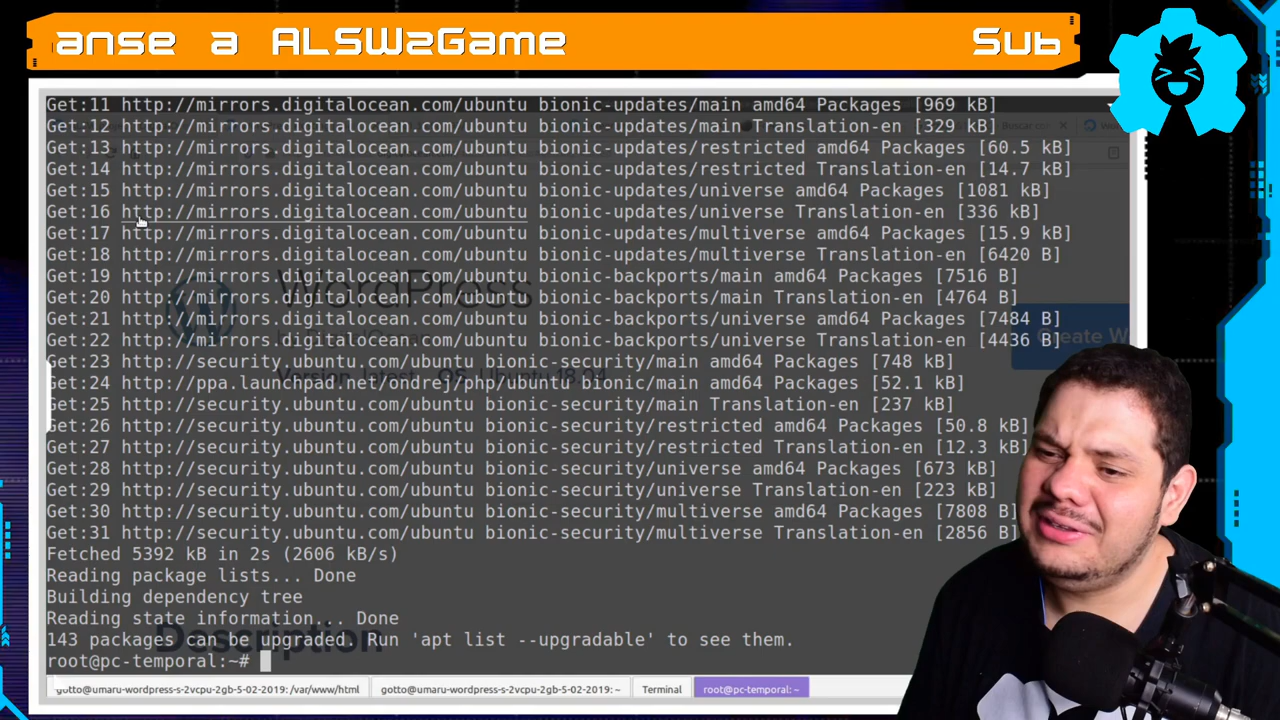 anse a ALSW2Game Sub
Get:11 http://mirrors.digitalocean.com/ubuntu bionic-updates/main amd64 Packages [969 kB]
Get:12 http://mirrors.digitalocean.com/ubuntu bionic-updates/main Translation-en [329 kB]
Get:13 http://mirrors.digitalocean.com/ubuntu bionic-updates/restricted amd64 Packages [60.5 kB]
Get:14 http://mirrors.digitalocean.com/ubuntu bionic-updates/restricted Translation-en [14.7 kB]
Get:15 http://mirrors.digitalocean.com/ubuntu bionic-updates/universe amd64 Packages [1081 kB]
Get:16 http://mirrors.digitalocean.com/ubuntu bionic-updates/universe Translation-en [336 kB]
Get:17 http://mirrors.digitalocean.com/ubuntu bionic-updates/multiverse amd64 Packages [15.9 kB]
Get:18 http://mirrors.digitalocean.com/ubuntu bionic-updates/multiverse Translation-en [6420 B]
Get:19 http://mirrors.digitalocean.com/ubuntu bionic-backports/main amd64 Packages [7516 B]
Get:20 http://mirrors.digitalocean.com/ubuntu bionic-backports/main Translation-en [4764 B]
Get:21 http://mirrors.digitalocean.com/ubuntu bionic-backports/universe amd64 Packages [7484 B]
Get:22 http://mirrors.digitalocean.com/ubuntu bionic-backports/universe Translation-en [4436 B]
Get:23 http://security.ubuntu.com/ubuntu bionic-security/main amd64 Packages [748 kB]
Get:24 http://ppa.launchpad.net/ondrej/php/ubuntu bionic/main amd64 Packages [52.1 kB]
Get:25 http://security.ubuntu.com/ubuntu bionic-security/main Translation-en [237 kB]
Get:26 http://security.ubuntu.com/ubuntu bionic-security/restricted amd64 Packages [50.8 kB]
Get:27 http://security.ubuntu.com/ubuntu bionic-security/restricted Translation-en [12.3 kB]
Get:28 http://security.ubuntu.com/ubuntu bionic-security/universe amd64 Packages [673 kB]
Get:29 http://security.ubuntu.com/ubuntu bionic-security/universe Translation-en [223 kB]
Get:30 http://security.ubuntu.com/ubuntu bionic-security/multiverse amd64 Packages [7808 B]
Get:31 http://security.ubuntu.com/ubuntu bionic-security/multiverse Translation-en [2856 B]
Fetched 5392 kB in 2s (2606 kB/s)
Reading package lists... Done
Building dependency tree
Reading state information... Done
143 packages can be upgraded. Run 'apt list --upgradable' to see them.
root@pc-temporal:~#
WordPress
Version latest OS Ubuntu 18.04
Create W
Description
gotto@umaru-wordpress-s-2vcpu-2gb-5-02-2019: /var/www/html
gotto@umaru-wordpress-s-2vcpu-2gb-5-02-2019: ~
Terminal
root@pc-temporal: ~